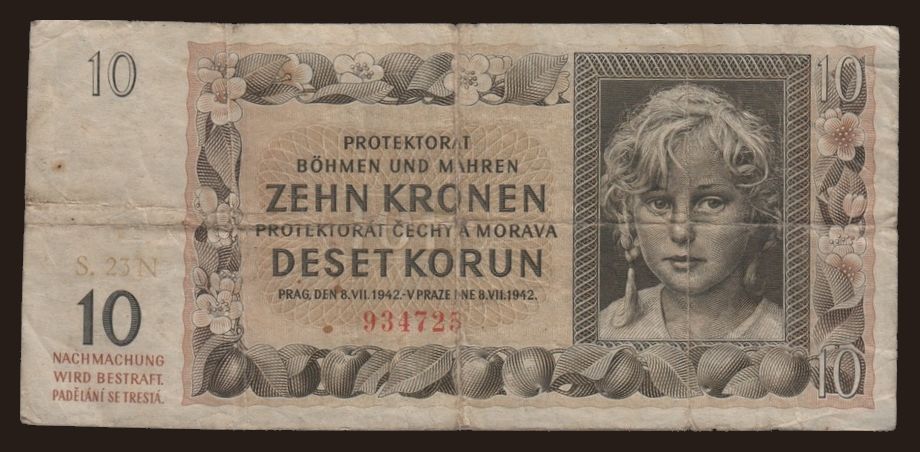 10
10
PROTEKTORAT
BÖHMEN UND MÄHREN
ZEHN KRONEN
PROTEKTORÁT ČECHY A MORAVA
DESET KORUN
PRAG, DEN 8.VII.1942.-V PRAZE DNE 8.VII.1942.
934725
S. 23 N
10
NACHMACHUNG
WIRD BESTRAFT.
PADĚLÁNÍ SE TRESTÁ.
10